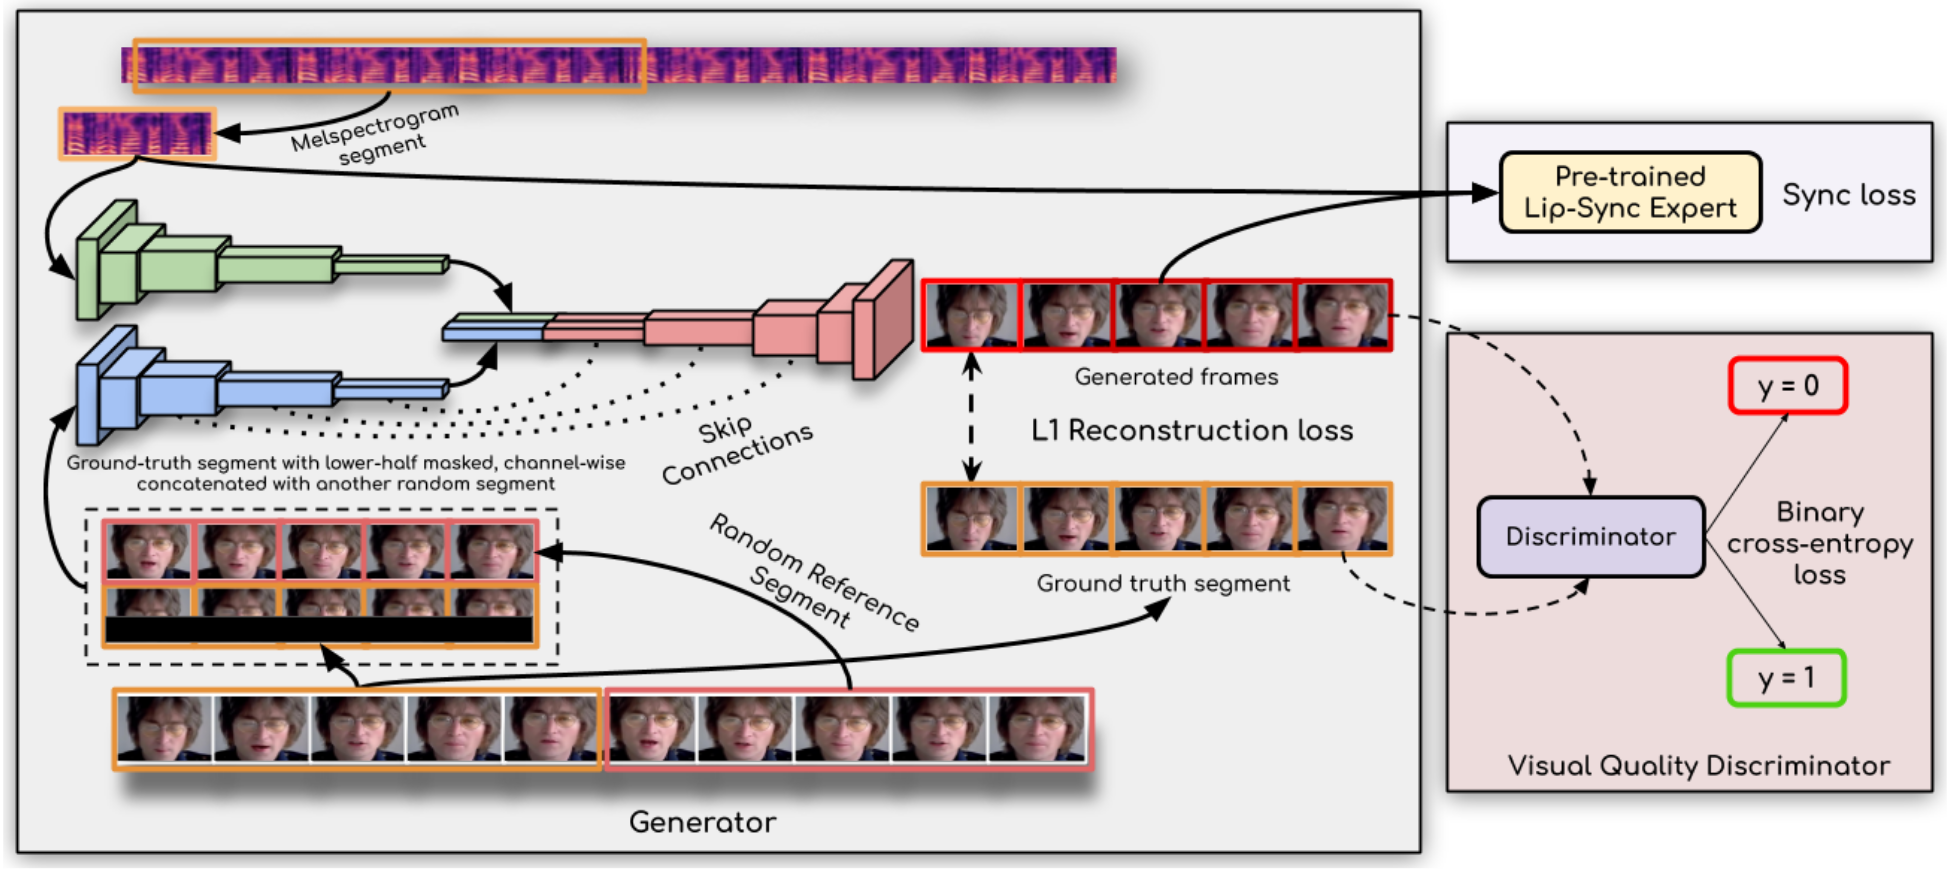 Melspectrogram
segment
Pre-trained
Lip-Sync Expert
Sync loss
Generated frames
L1 Reconstruction loss
Skip
Connections
Ground-truth segment with lower-half masked, channel-wise
concatenated with another random segment
Random Reference
Segment
Ground truth segment
y = 0
Discriminator
Binary
cross-entropy
loss
y = 1
Visual Quality Discriminator
Generator